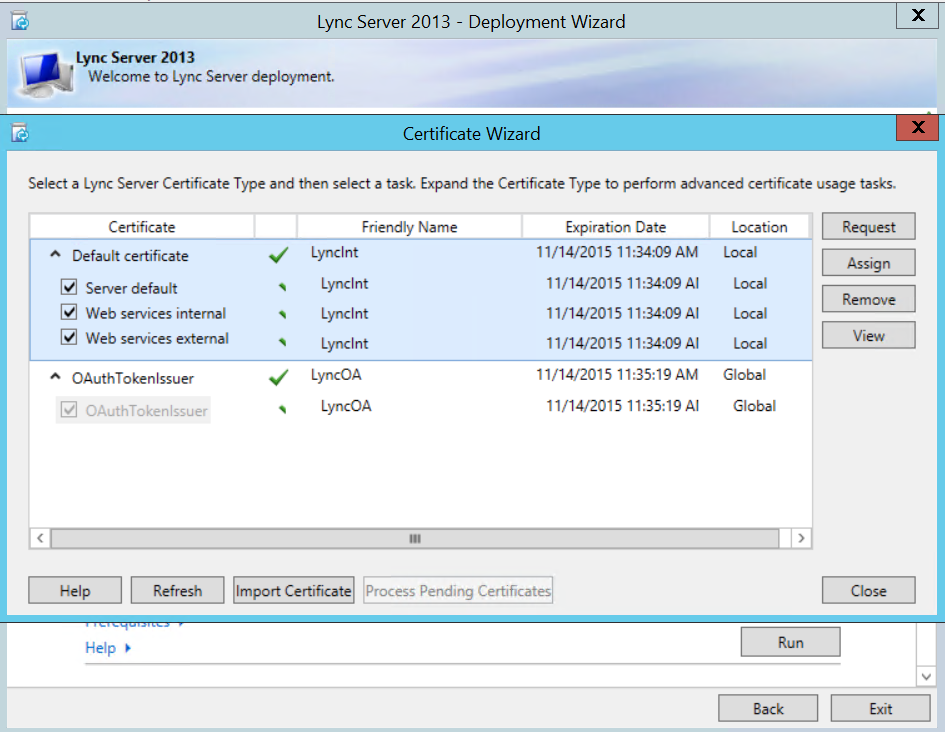 Lync Server 2013 - Deployment Wizard
X
Lync Server 2013
Welcome to Lync Server deployment.
Certificate Wizard
X
Select a Lync Server Certificate Type and then select a task. Expand the Certificate Type to perform advanced certificate usage tasks.
Certificate Friendly Name Expiration Date Location
Default certificate LyncInt 11/14/2015 11:34:09 AM Local
Server default LyncInt 11/14/2015 11:34:09 AI Local
Web services internal LyncInt 11/14/2015 11:34:09 AI Local
Web services external LyncInt 11/14/2015 11:34:09 AI Local
OAuthTokenIssuer LyncOA 11/14/2015 11:35:19 AM Global
OAuthTokenIssuer LyncOA 11/14/2015 11:35:19 AI Global
Request
Assign
Remove
View
Help Refresh Import Certificate Process Pending Certificates Close
Prerequisites
Help Run
Back Exit